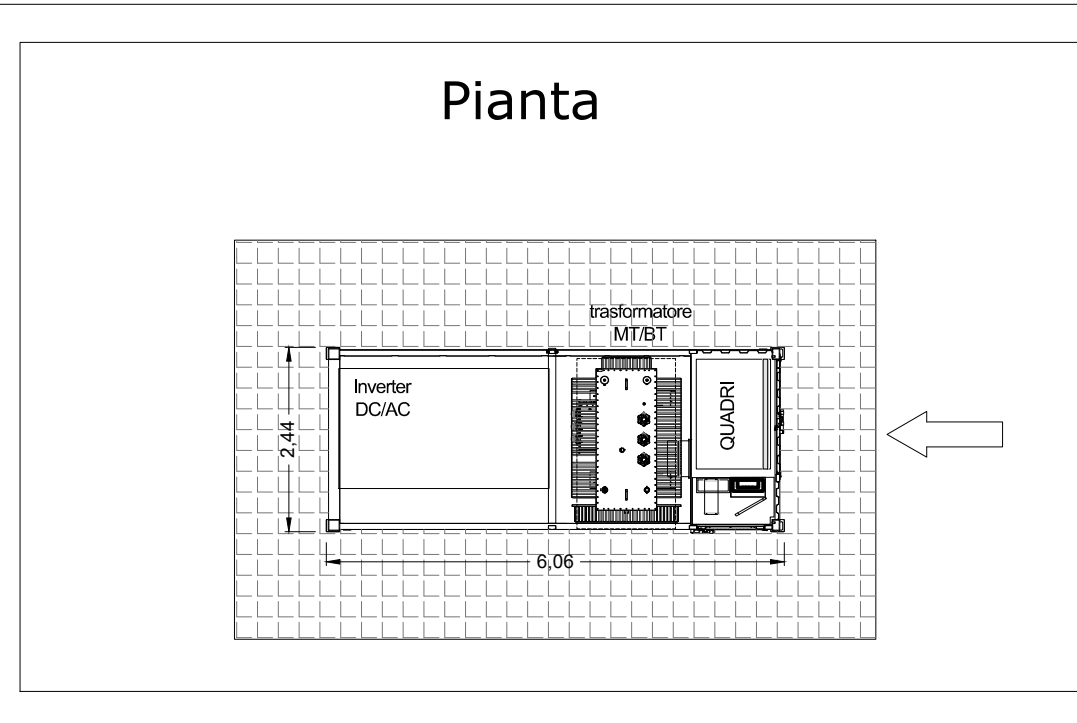 Pianta
trasformatore
MT/BT
Inverter
DC/AC
QUADRI
2,44
6,06